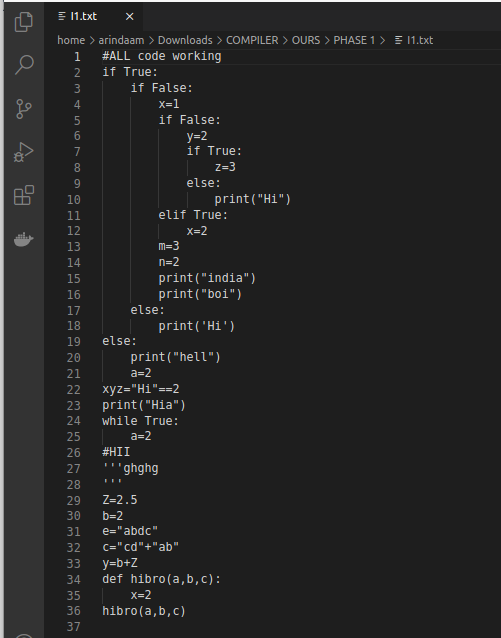 I1.txt ×
home > arindaam > Downloads > COMPILER > OURS > PHASE 1 > I1.txt
1 #ALL code working
2 if True:
3     if False:
4         x=1
5         if False:
6             y=2
7             if True:
8                 z=3
9             else:
10                 print("Hi")
11         elif True:
12             x=2
13         m=3
14         n=2
15         print("india")
16         print("boi")
17     else:
18         print('Hi')
19 else:
20     print("hell")
21     a=2
22 xyz="Hi"==2
23 print("Hia")
24 while True:
25     a=2
26 #HII
27 '''ghghg
28 '''
29 Z=2.5
30 b=2
31 e="abdc"
32 c="cd"+"ab"
33 y=b+Z
34 def hibro(a,b,c):
35     x=2
36 hibro(a,b,c)
37